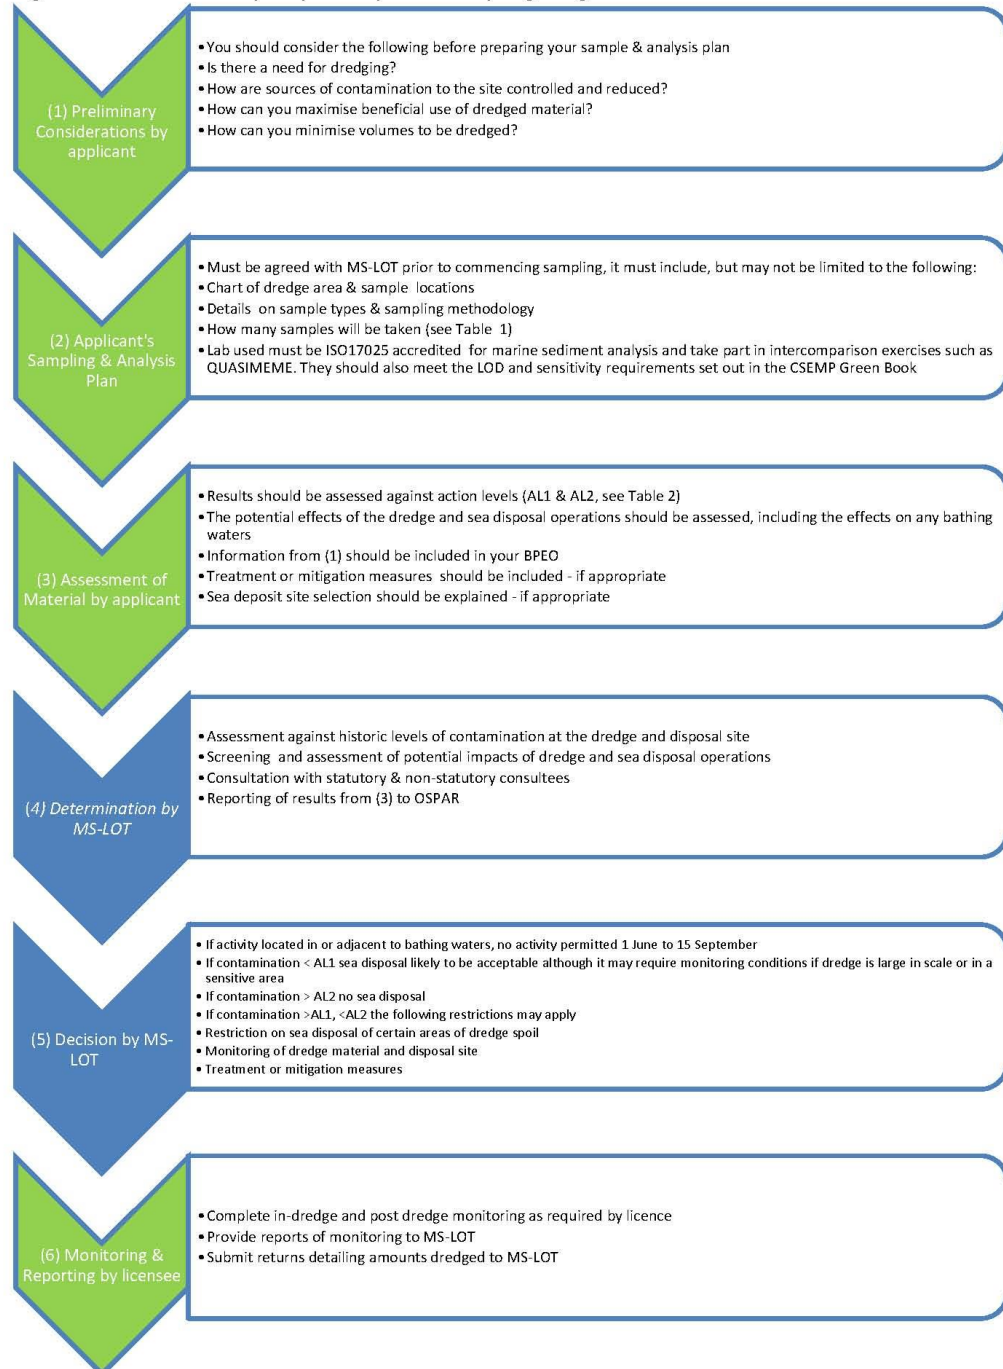 (1) Preliminary
Considerations by
applicant
• You should consider the following before preparing your sample & analysis plan
• Is there a need for dredging?
• How are sources of contamination to the site controlled and reduced?
• How can you maximise beneficial use of dredged material?
• How can you minimise volumes to be dredged?
(2) Applicant's
Sampling & Analysis
Plan
• Must be agreed with MS-LOT prior to commencing sampling, it must include, but may not be limited to the following:
• Chart of dredge area & sample locations
• Details on sample types & sampling methodology
• How many samples will be taken (see Table 1)
• Lab used must be ISO17025 accredited for marine sediment analysis and take part in intercomparison exercises such as
QUASIMEME. They should also meet the LOD and sensitivity requirements set out in the CSEMP Green Book
(3) Assessment of
Material by applicant
• Results should be assessed against action levels (AL1 & AL2, see Table 2)
• The potential effects of the dredge and sea disposal operations should be assessed, including the effects on any bathing
waters
• Information from (1) should be included in your BPEO
• Treatment or mitigation measures should be included - if appropriate
• Sea deposit site selection should be explained - if appropriate
(4) Determination by
MS-LOT
• Assessment against historic levels of contamination at the dredge and disposal site
• Screening and assessment of potential impacts of dredge and sea disposal operations
• Consultation with statutory & non-statutory consultees
• Reporting of results from (3) to OSPAR
(5) Decision by MS-
LOT
• If activity located in or adjacent to bathing waters, no activity permitted 1 June to 15 September
• If contamination < AL1 sea disposal likely to be acceptable although it may require monitoring conditions if dredge is large in scale or in a
sensitive area
• If contamination > AL2 no sea disposal
• If contamination >AL1, <AL2 the following restrictions may apply
• Restriction on sea disposal of certain areas of dredge spoil
• Monitoring of dredge material and disposal site
• Treatment or mitigation measures
(6) Monitoring &
Reporting by licensee
• Complete in-dredge and post dredge monitoring as required by licence
• Provide reports of monitoring to MS-LOT
• Submit returns detailing amounts dredged to MS-LOT